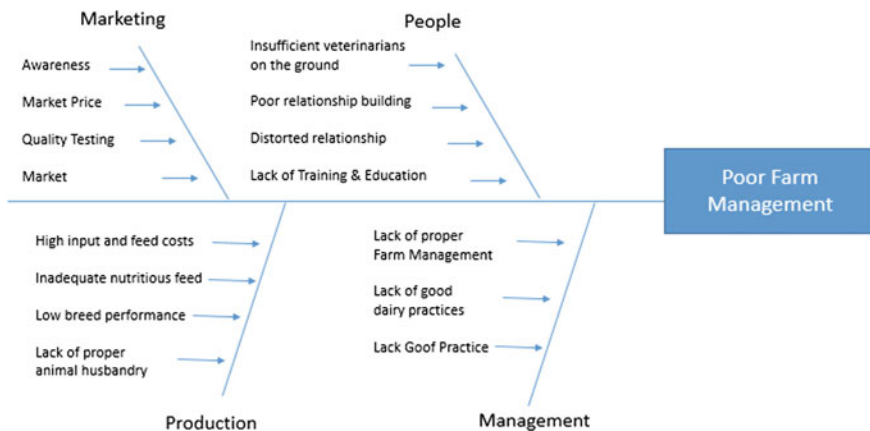 Marketing
Awareness
Market Price
Quality Testing
Market
People
Insufficient veterinarians
on the ground
Poor relationship building
Distorted relationship
Lack of Training & Education
Poor Farm
Management
High input and feed costs
Inadequate nutritious feed
Low breed performance
Lack of proper
animal husbandry
Production
Lack of proper
Farm Management
Lack of good
dairy practices
Lack Goof Practice
Management